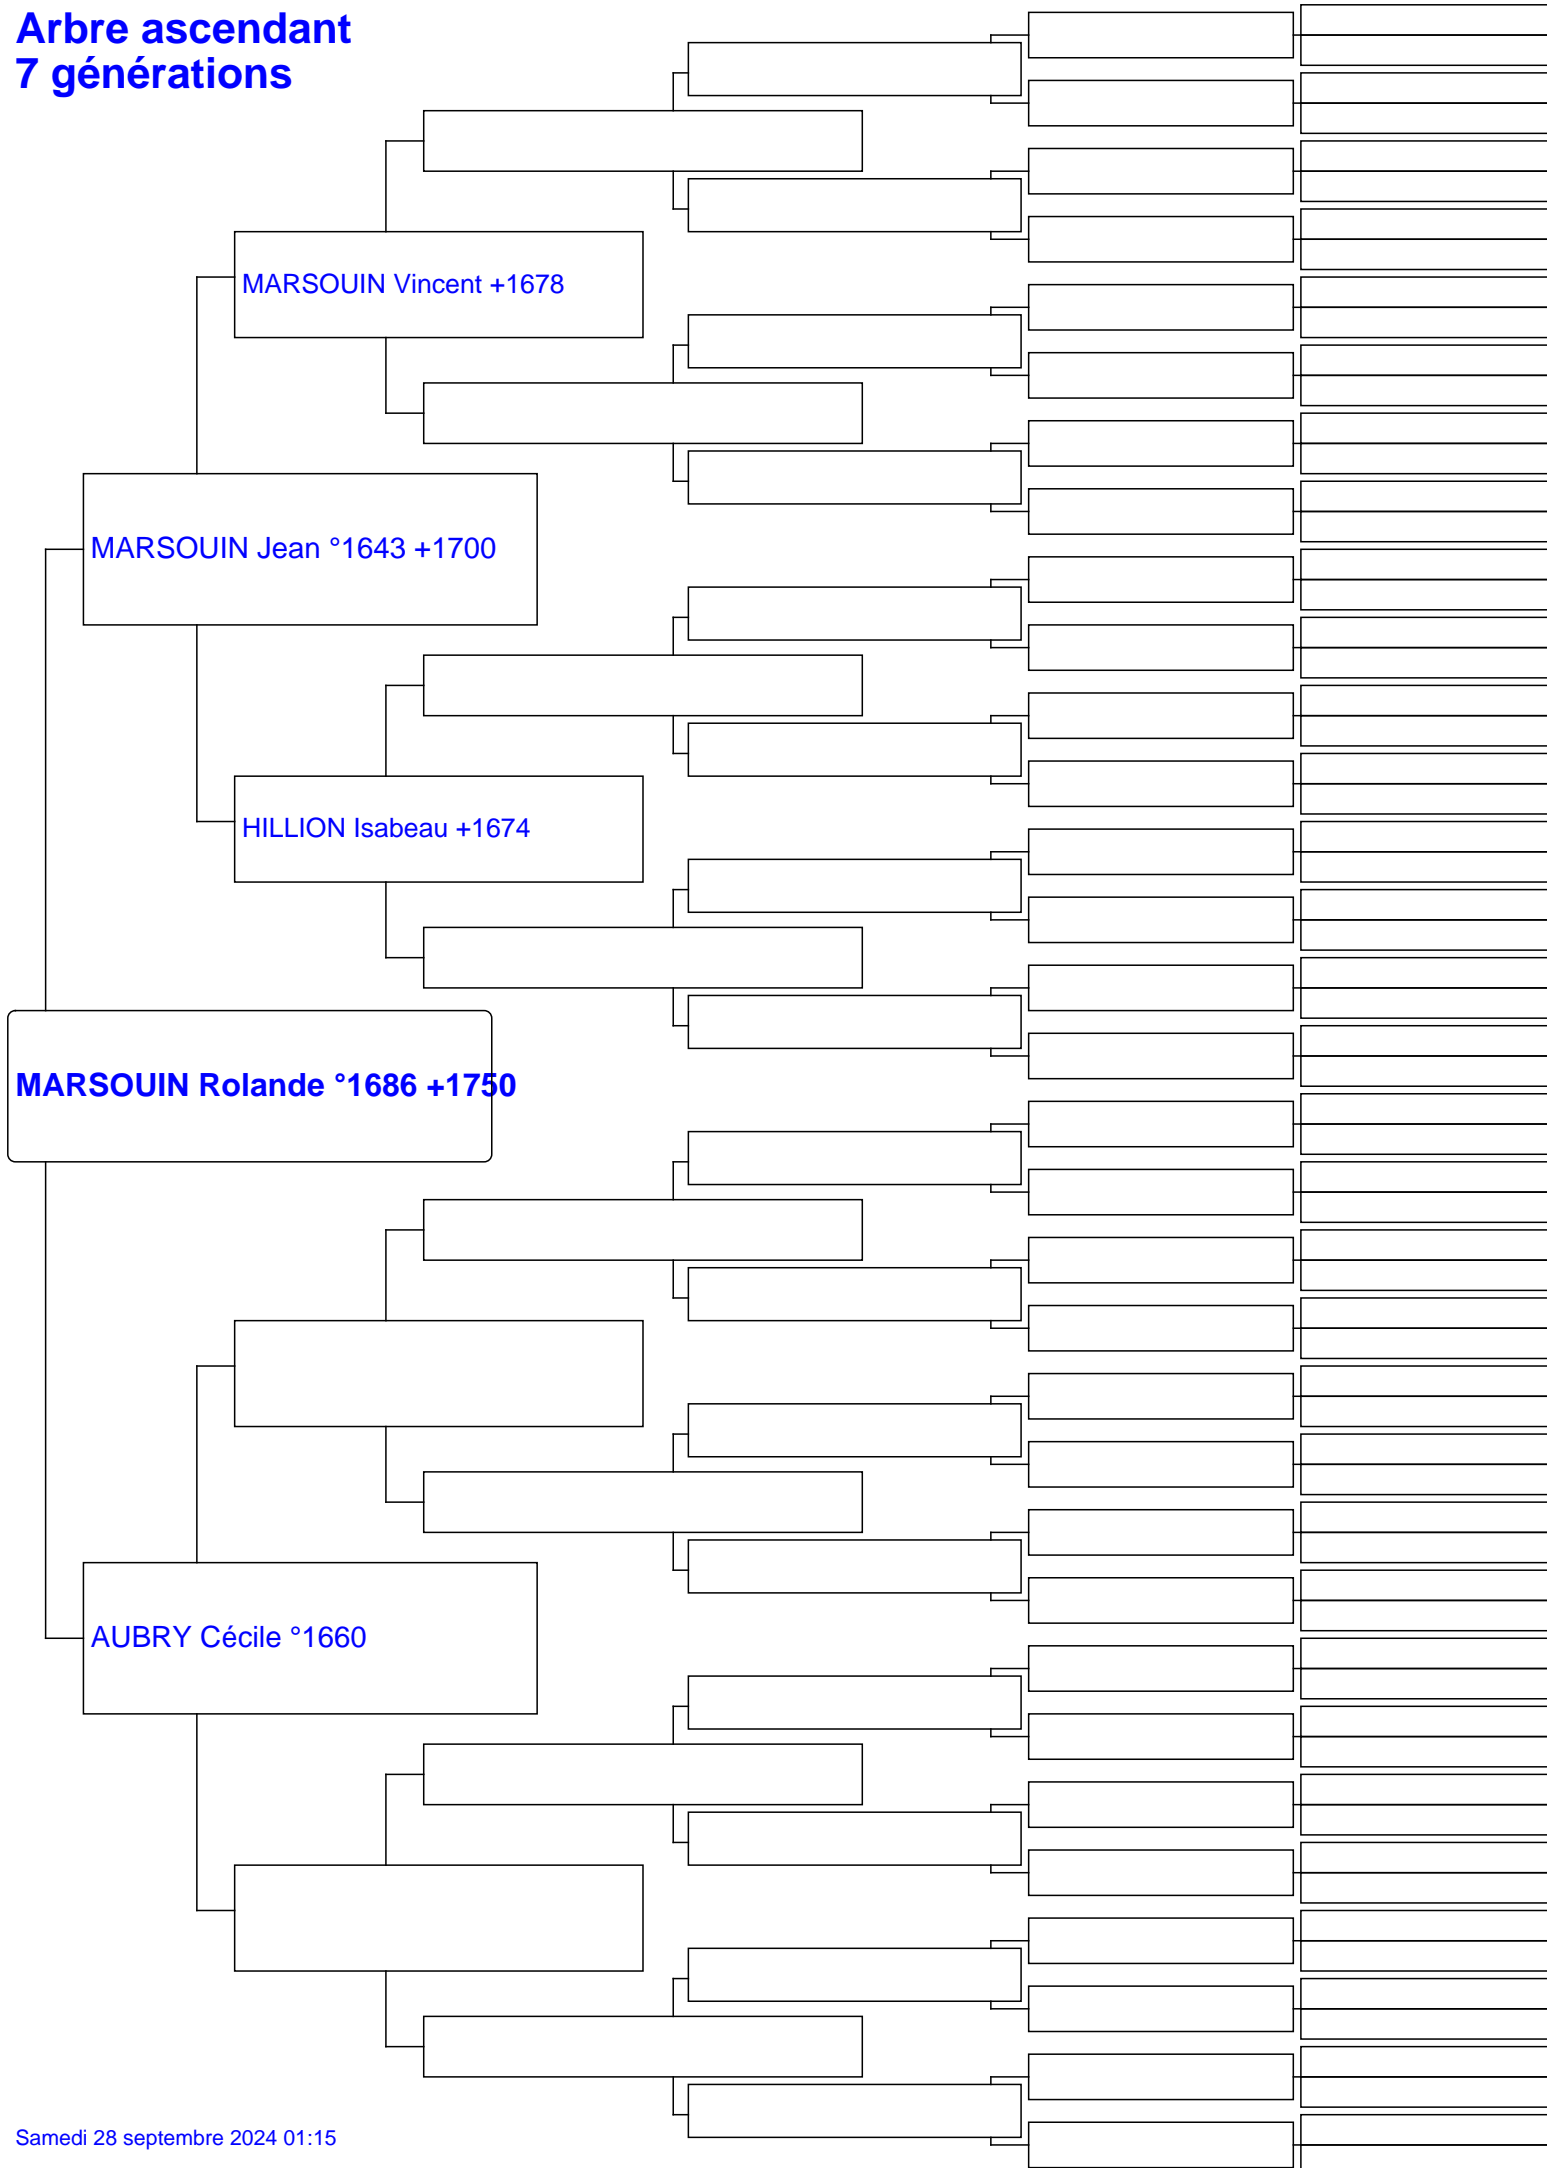 Arbre ascendant
7 générations
MARSOUIN Vincent +1678
MARSOUIN Jean °1643 +1700
HILLION Isabeau +1674
MARSOUIN Rolande °1686 +1750
AUBRY Cécile °1660
Samedi 28 septembre 2024 01:15